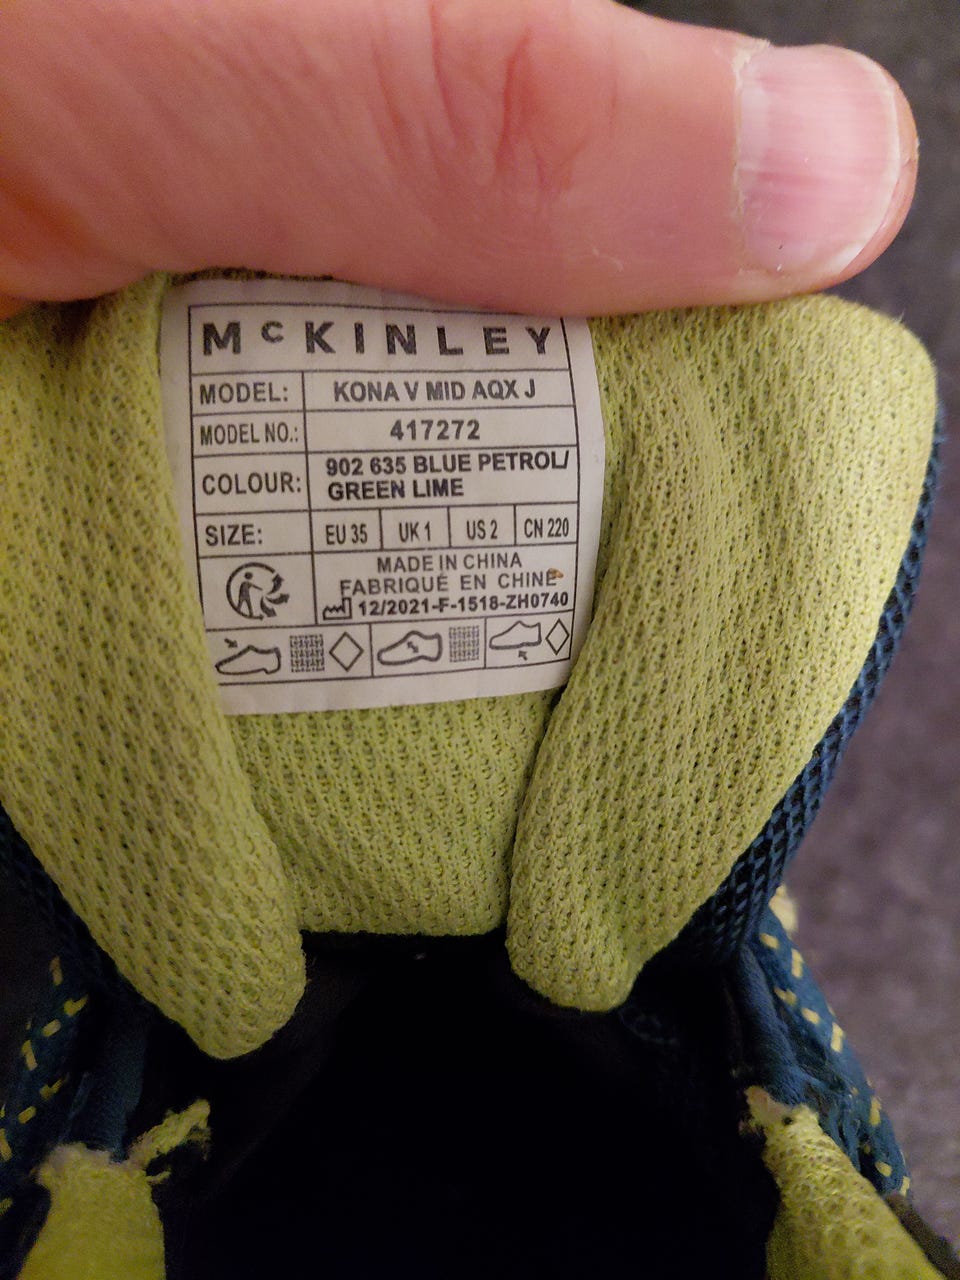 McKINLEY
MODEL: KONA V MID AQX J
MODEL NO.: 417272
COLOUR: 902 635 BLUE PETROL/
GREEN LIME
SIZE: EU 35 UK 1 US 2 CN 220
MADE IN CHINA
FABRIQUÉ EN CHINE
12/2021-F-1518-ZH0740